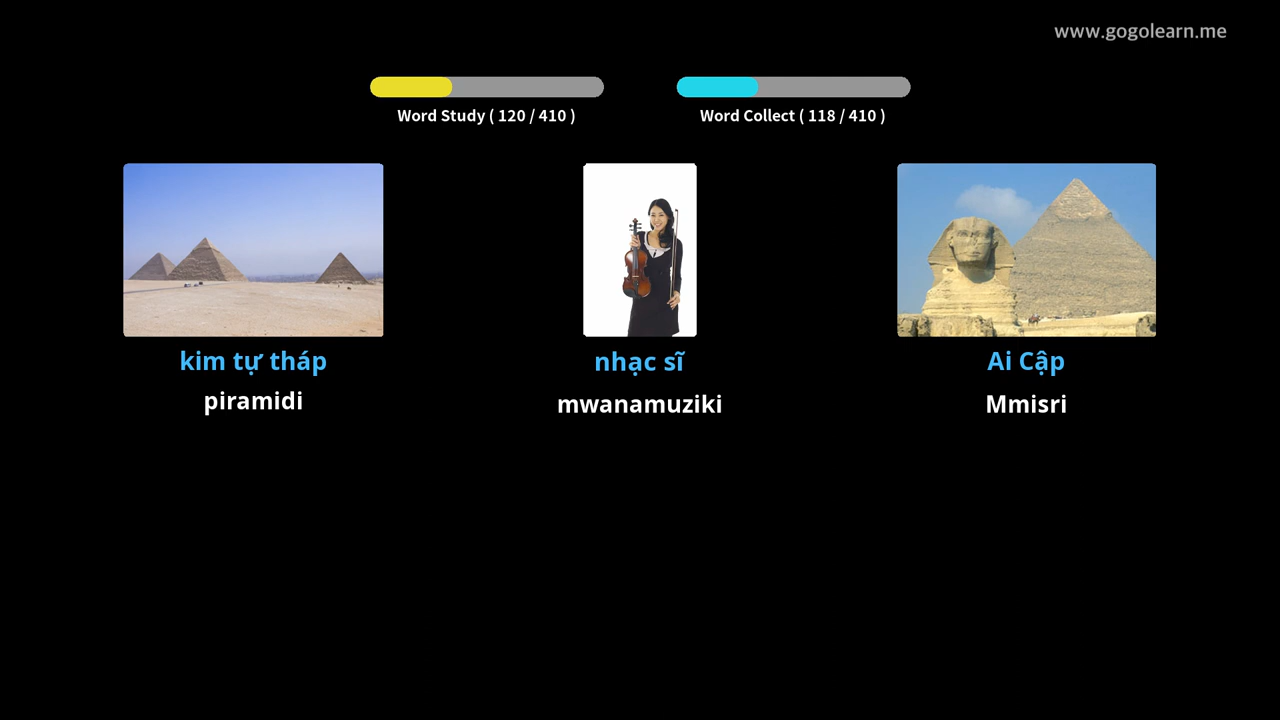 www.gogolearn.me
Word Study ( 120 / 410 )
Word Collect ( 118 / 410 )
kim tự tháp
piramidi
nhạc sĩ
mwanamuziki
Ai Cập
Mmisri